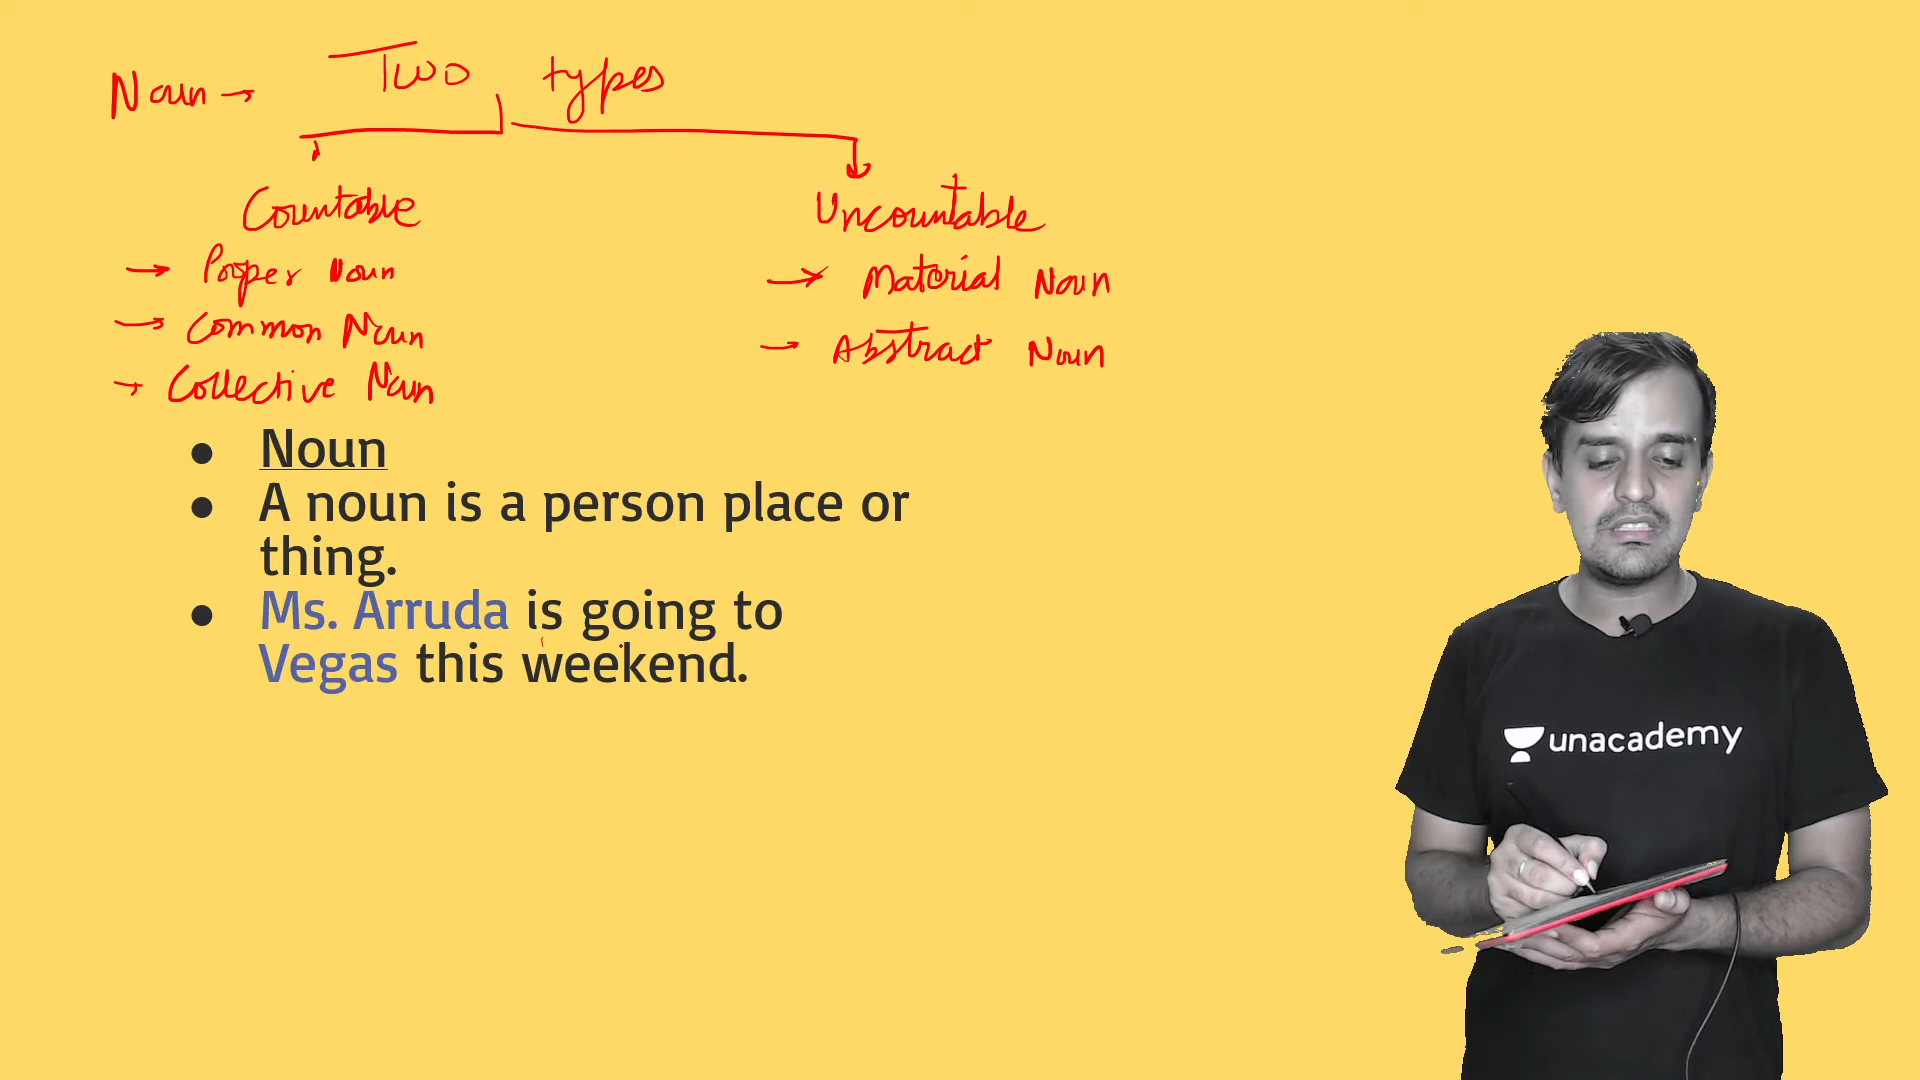 Noun → Two types
Countable
Uncountable
→ Proper Noun
→ Material Noun
→ Common Noun
→ Abstract Noun
→ Collective Noun
• Noun
• A noun is a person place or
thing.
• Ms. Arruda is going to
Vegas this weekend.
unacademy